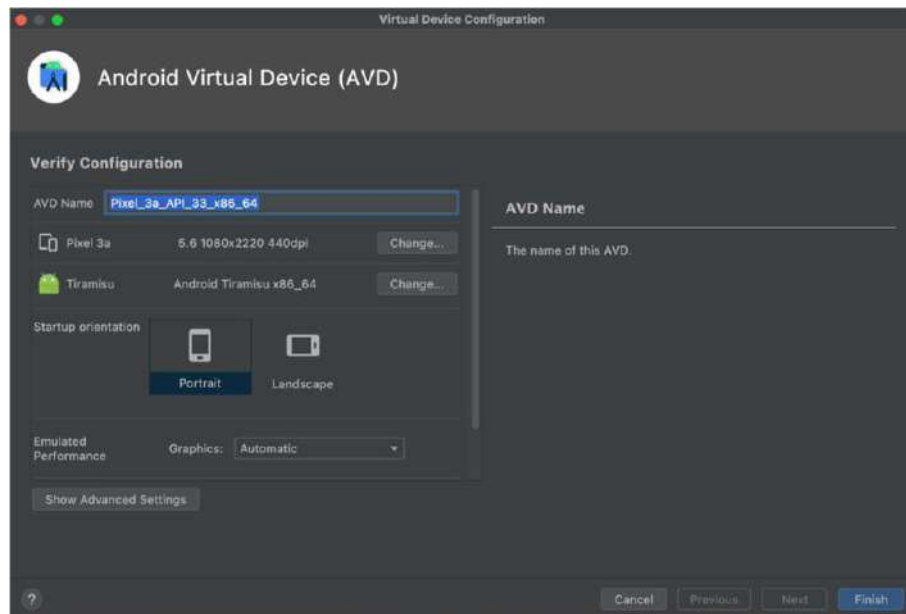 Virtual Device Configuration
Android Virtual Device (AVD)
Verify Configuration
AVD Name Pixel_3a_API_33_x86_64
Pixel 3a 5.6 1080x2220 440dpi Change...
Tiramisu Android Tiramisu x86_64 Change...
Startup orientation
Portrait Landscape
Emulated
Performance
Graphics: Automatic
Show Advanced Settings
AVD Name
The name of this AVD.
? Cancel Previous Next Finish